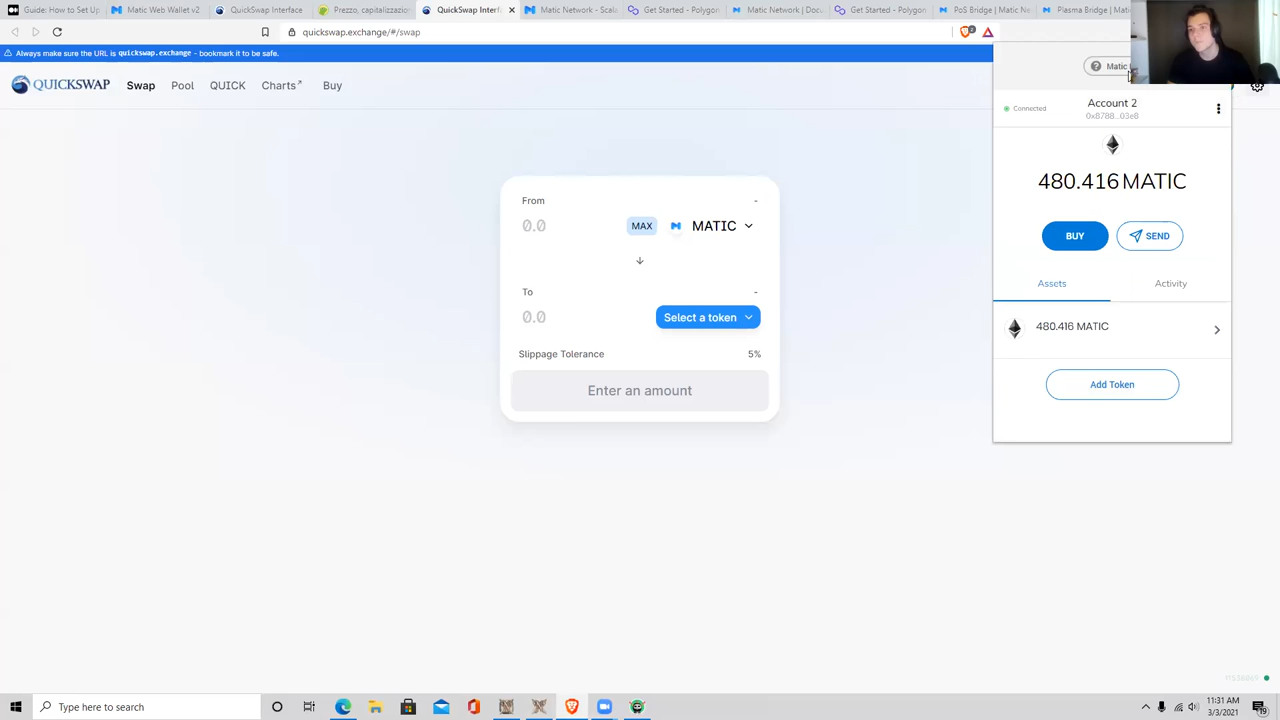 Guide: How to Set Up
Matic Web Wallet v2
QuickSwap Interface
Prezzo, capitalizzazio
QuickSwap Interf
Matic Network - Scala
Get Started - Polygon
Matic Network | Docu
Get Started - Polygon
PoS Bridge | Matic Ne
Plasma Bridge | Mati
quickswap.exchange/#/swap
Always make sure the URL is quickswap.exchange - bookmark it to be safe.
QUICKSWAP
Swap
Pool
QUICK
Charts↗
Buy
From
-
0.0
MAX
MATIC
To
-
0.0
Select a token
Slippage Tolerance
5%
Enter an amount
Matic
Connected
Account 2
0x8788...03e8
480.416 MATIC
BUY
SEND
Assets
Activity
480.416 MATIC
Add Token
Type here to search
11:31 AM
3/3/2021